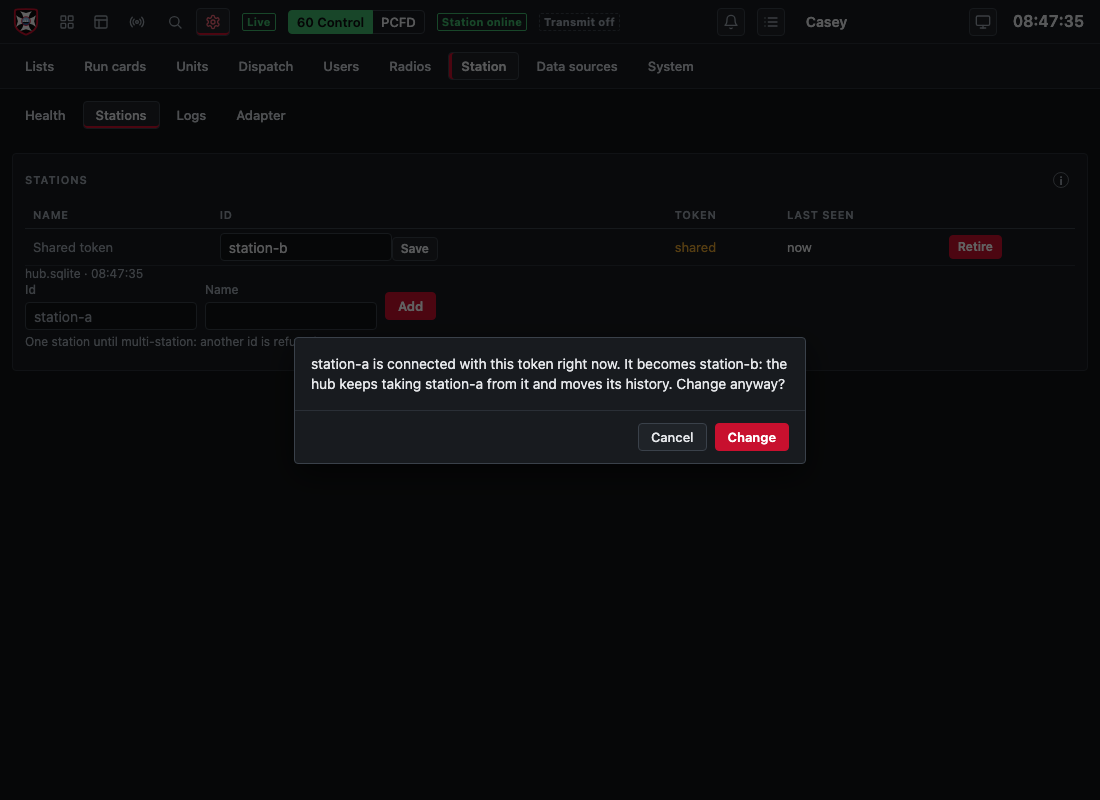 Live
60 Control PCFD
Station online
Transmit off
Casey
08:47:35
Lists Run cards Units Dispatch Users Radios Station Data sources System
Health Stations Logs Adapter
STATIONS
NAME ID TOKEN LAST SEEN
Shared token station-b Save shared now Retire
hub.sqlite · 08:47:35
Id Name
station-a Add
One station until multi-station: another id is refu
station-a is connected with this token right now. It becomes station-b: the
hub keeps taking station-a from it and moves its history. Change anyway?
Cancel Change